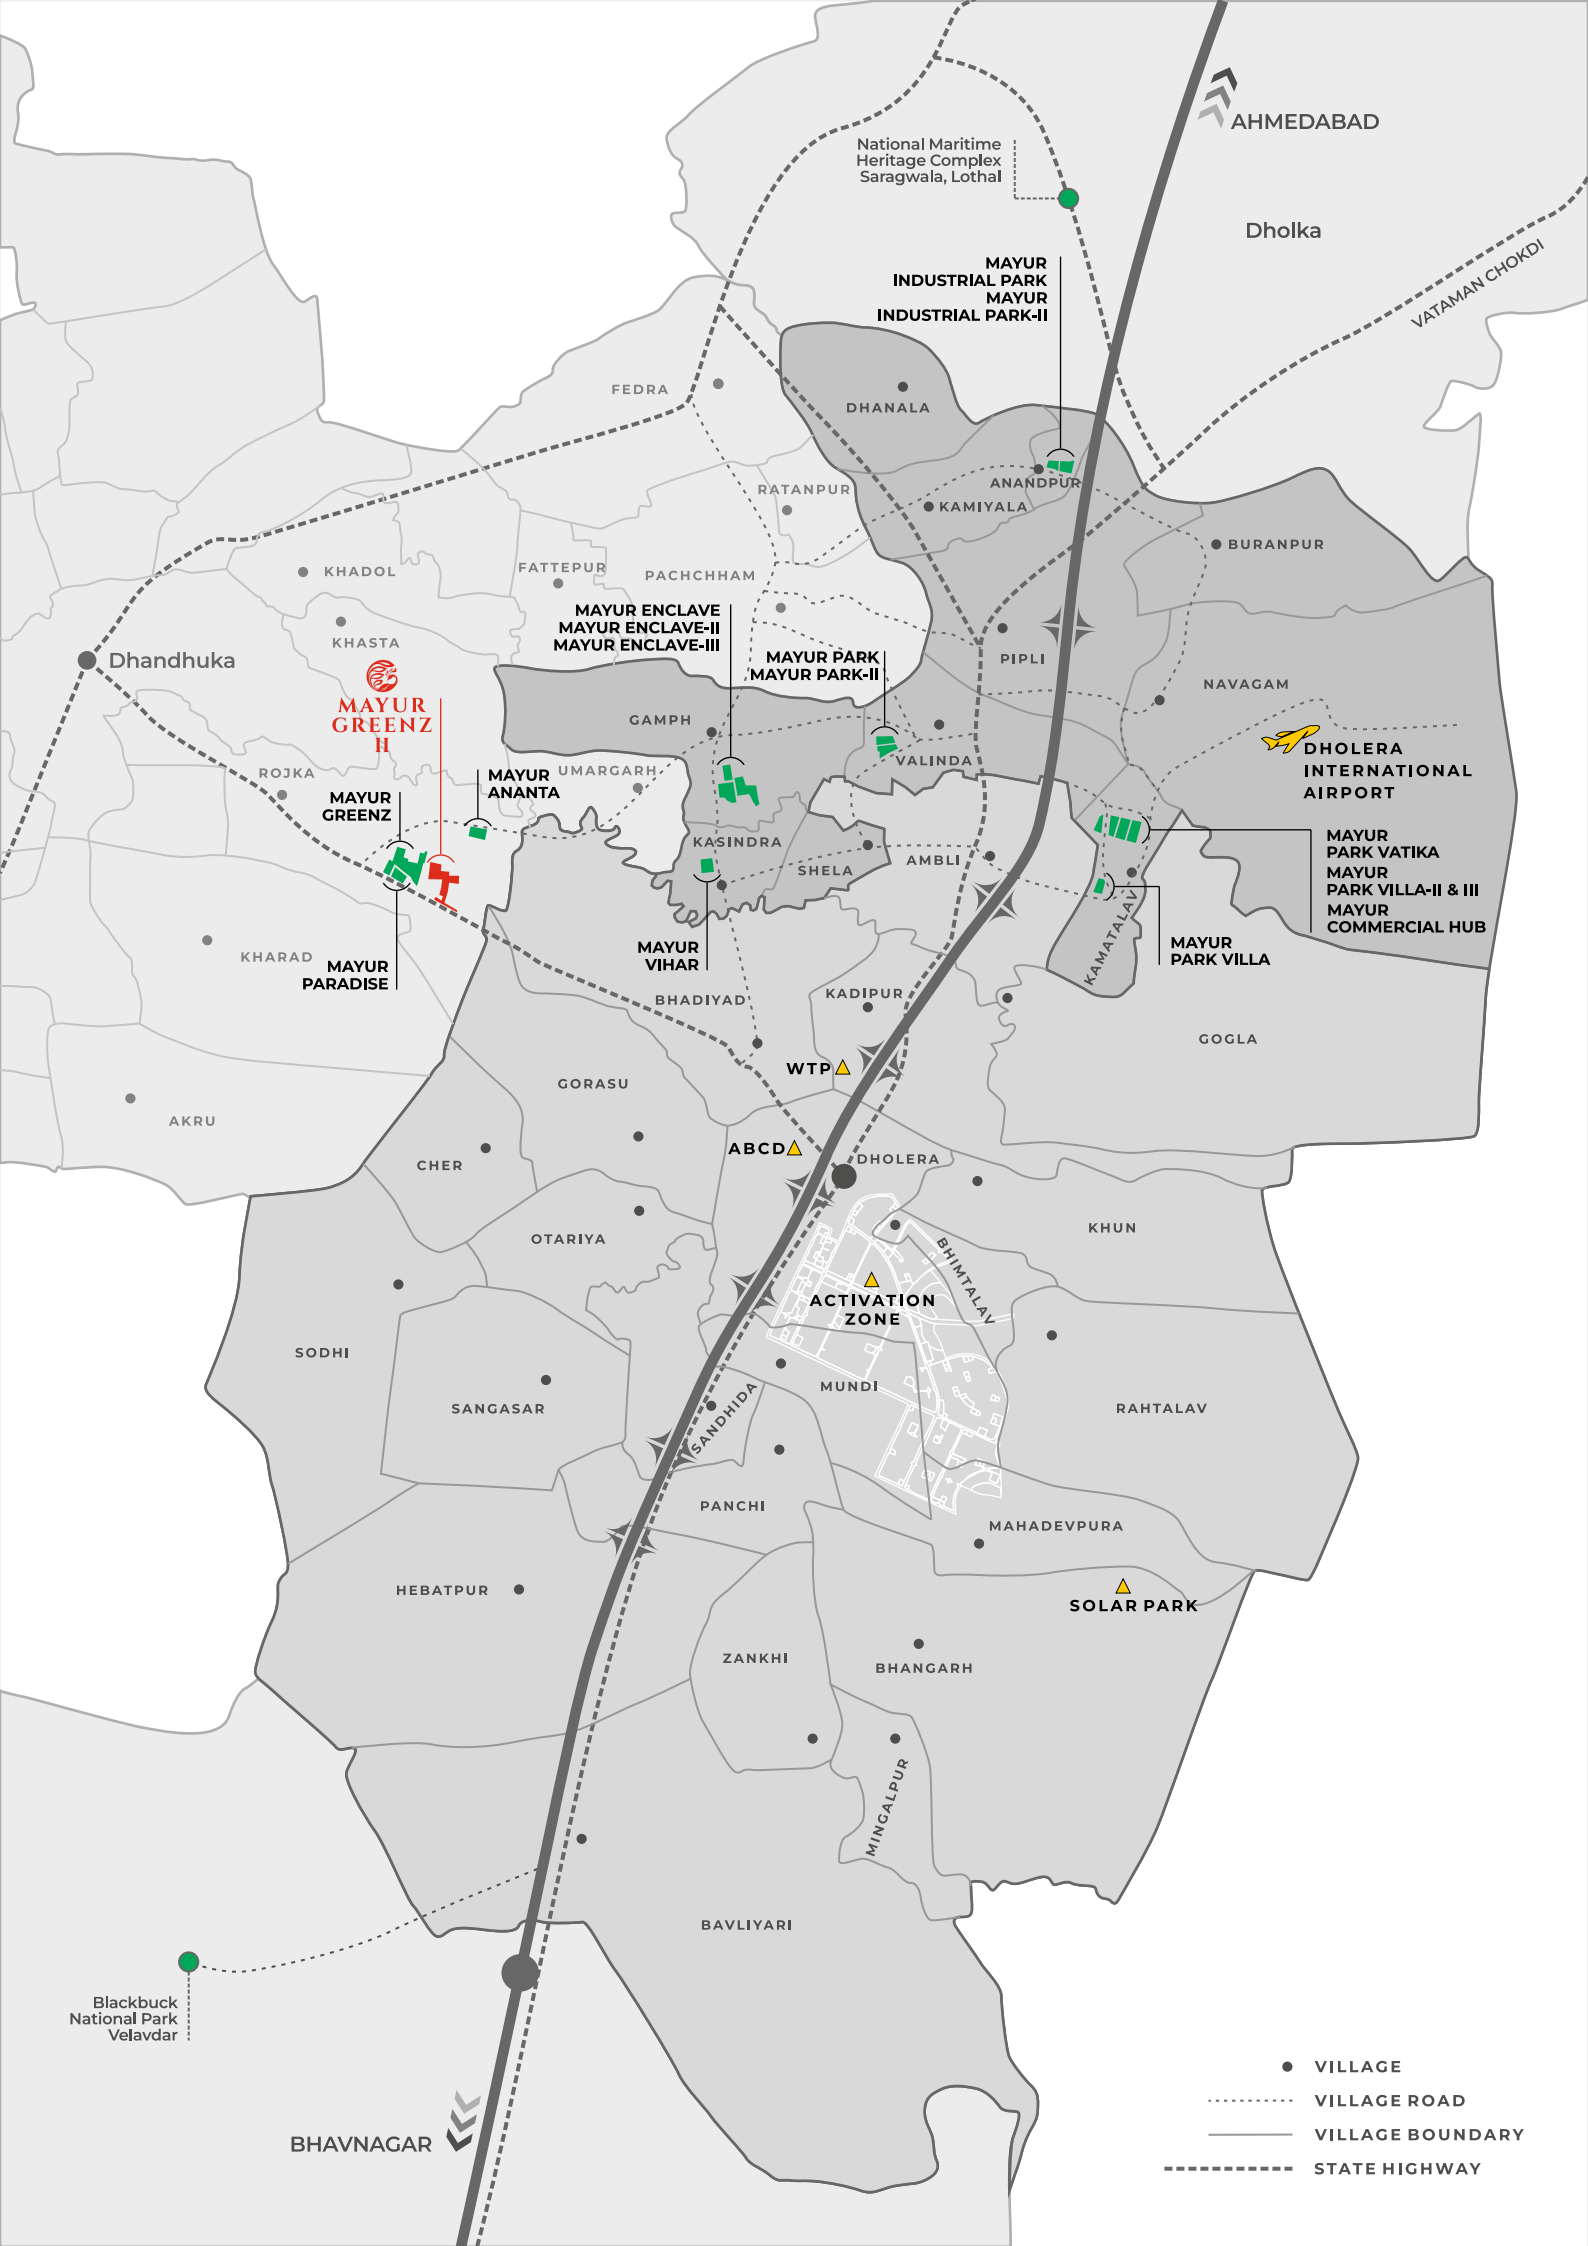 AHMEDABAD
National Maritime
Heritage Complex
Saragwala, Lothal
Dholka
VATAMAN CHOKDI
MAYUR
INDUSTRIAL PARK
MAYUR
INDUSTRIAL PARK-II
FEDRA
DHANALA
RATANPUR
ANANDPUR
KAMIYALA
BURANPUR
KHADOL
FATTEPUR
PACHCHHAM
KHASTA
MAYUR ENCLAVE
MAYUR ENCLAVE-II
MAYUR ENCLAVE-III
Dhandhuka
MAYUR PARK
MAYUR PARK-II
PIPLI
NAVAGAM
MAYUR
GREENZ
II
GAMPH
VALINDA
DHOLERA
INTERNATIONAL
AIRPORT
ROJKA
UMARGARH
MAYUR
ANANTA
MAYUR
GREENZ
KASINDRA
SHELA
AMBLI
MAYUR
PARK VATIKA
MAYUR
PARK VILLA-II & III
MAYUR
COMMERCIAL HUB
KAMATALAV
MAYUR
PARK VILLA
KHARAD
MAYUR
PARADISE
MAYUR
VIHAR
BHADIYAD
KADIPUR
GOGLA
WTP
GORASU
AKRU
ABCD
DHOLERA
CHER
KHUN
OTARIYA
BHIMTALAV
ACTIVATION
ZONE
SODHI
MUNDI
SANDHIDA
SANGASAR
RAHTALAV
PANCHI
MAHADEVPURA
HEBATPUR
SOLAR PARK
ZANKHI
BHANGARH
MINGALPUR
BAVLIYARI
Blackbuck
National Park
Velavdar
BHAVNAGAR
VILLAGE
VILLAGE ROAD
VILLAGE BOUNDARY
STATE HIGHWAY